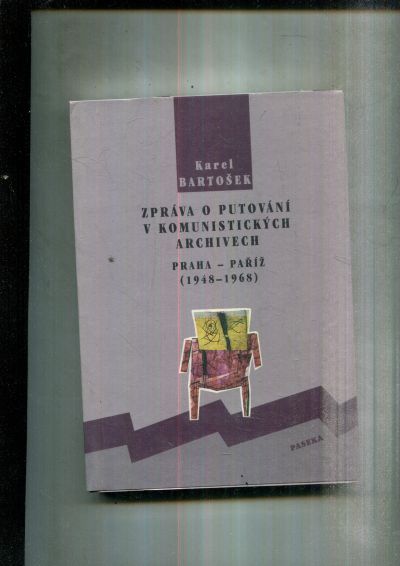 Karel
BARTOŠEK
ZPRÁVA O PUTOVÁNÍ
V KOMUNISTICKÝCH
ARCHIVECH
PRAHA – PAŘÍŽ
(1948–1968)
PASEKA